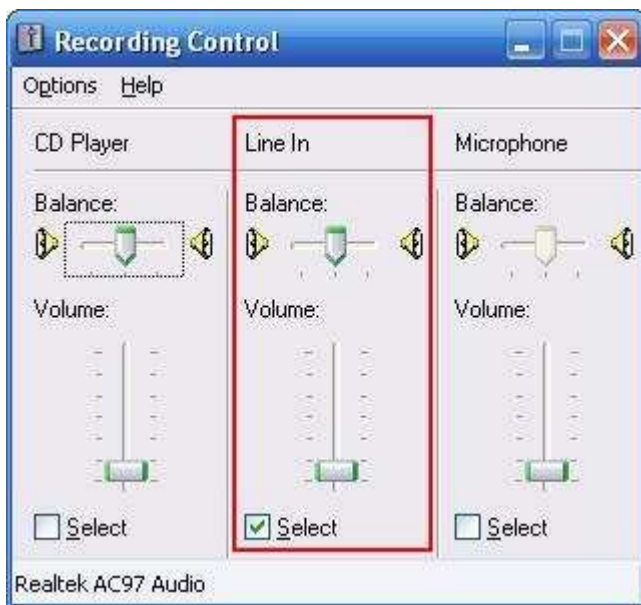 Recording Control
Options Help
CD Player Line In Microphone
Balance: Balance: Balance:
Volume: Volume: Volume:
Select Select Select
Realtek AC97 Audio